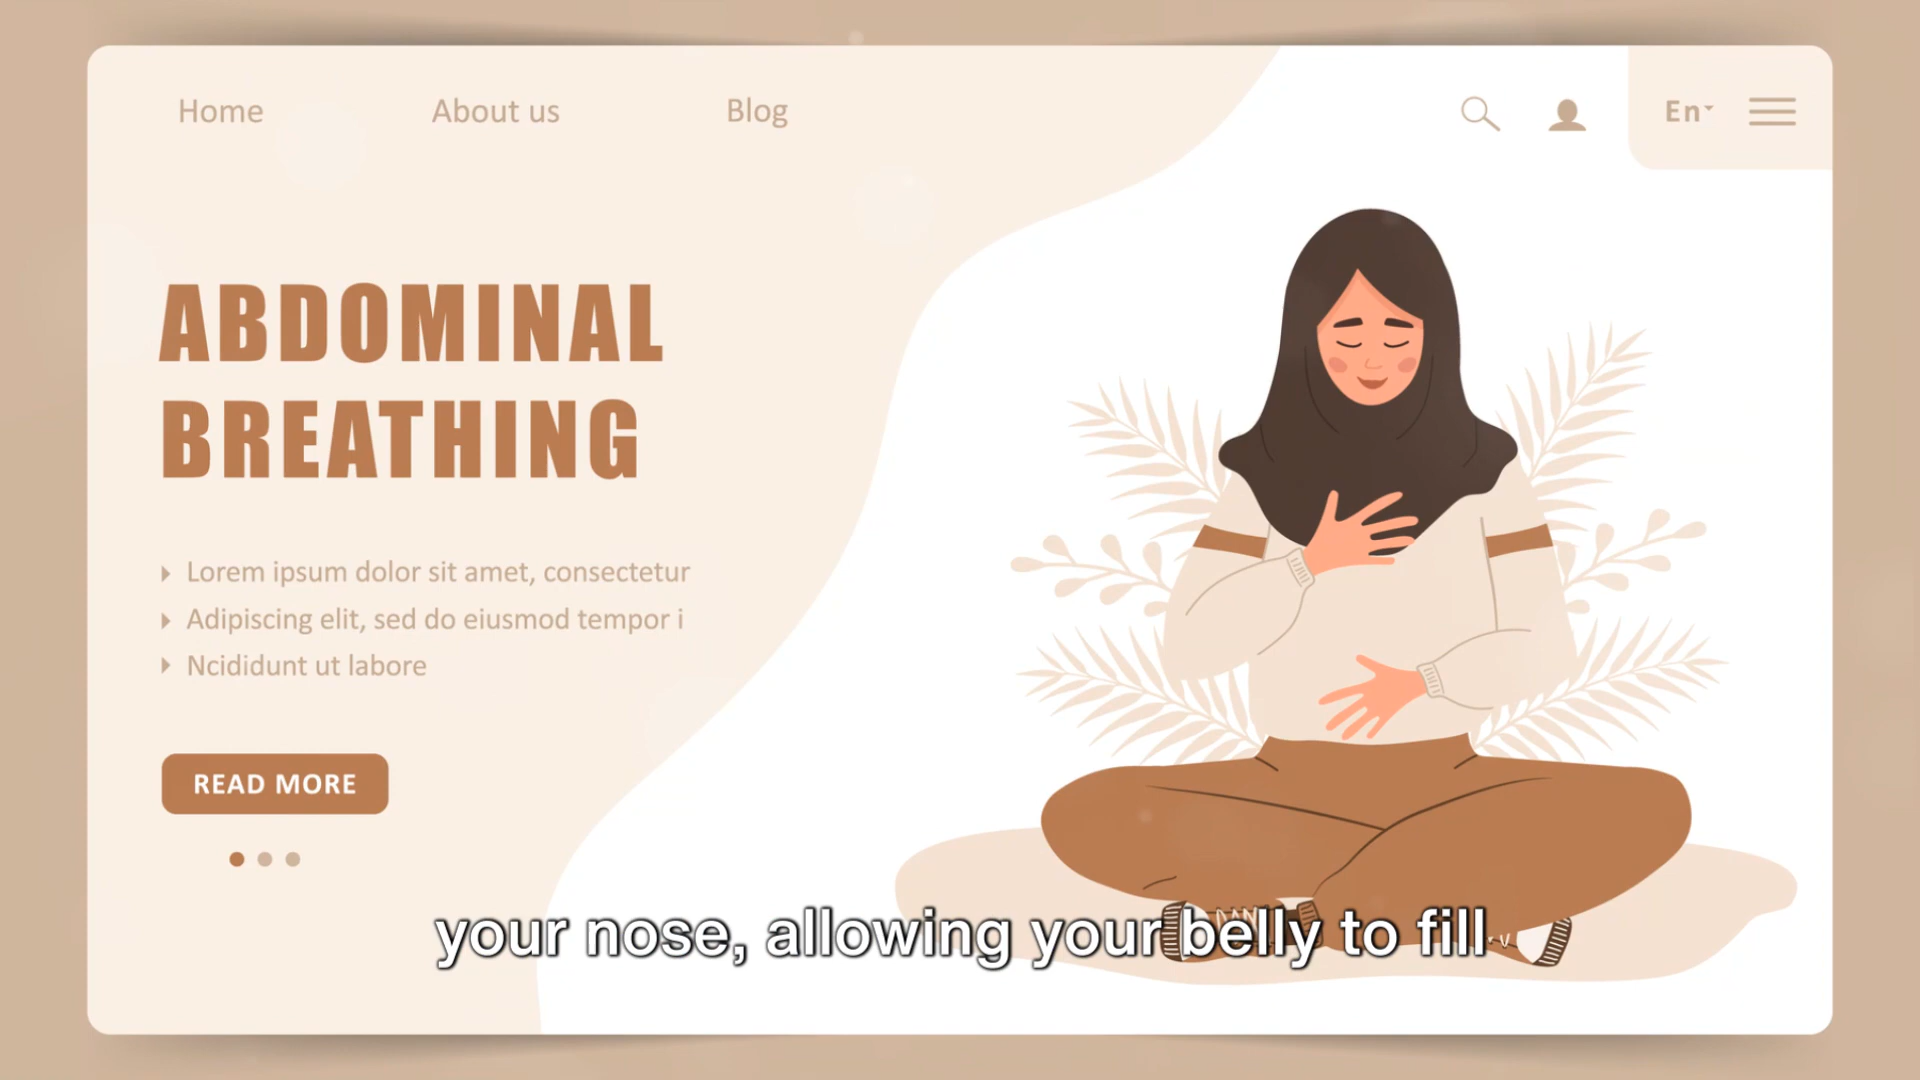 Home
About us
Blog
En
ABDOMINAL
BREATHING
Lorem ipsum dolor sit amet, consectetur
Adipiscing elit, sed do eiusmod tempor i
Ncididunt ut labore
READ MORE
your nose, allowing your belly to fill